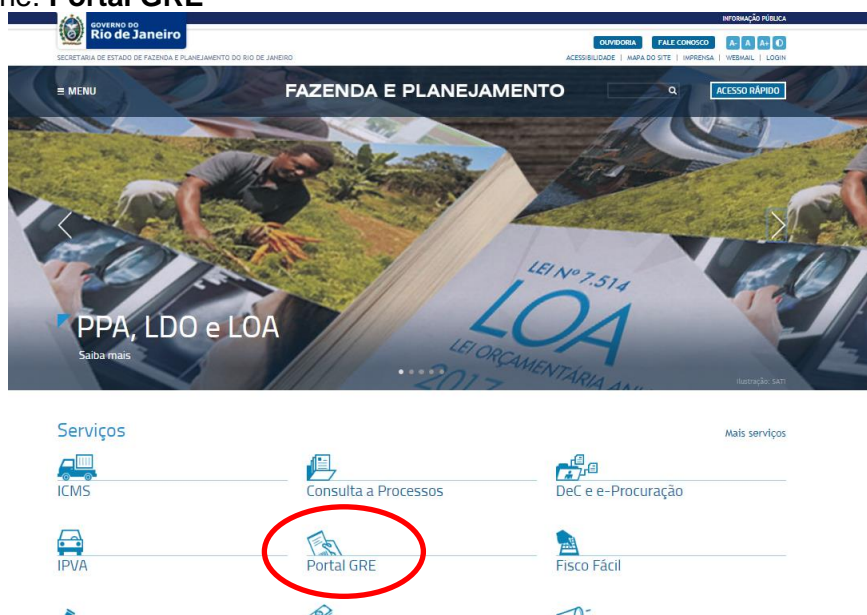 ne: Portal GRE
INFORMAÇÃO PÚBLICA
GOVERNO DO
Rio de Janeiro
OUVIDORIA FALE CONOSCO A- A A+
SECRETARIA DE ESTADO DE FAZENDA E PLANEJAMENTO DO RIO DE JANEIRO
ACESSIBILIDADE | MAPA DO SITE | IMPRENSA | WEBMAIL | LOGIN
≡ MENU
FAZENDA E PLANEJAMENTO
ACESSO RÁPIDO
LEI Nº 7.514
LOA
LEI ORÇAMENTÁRIA
2017
PPA, LDO e LOA
Saiba mais
Ilustração: SATI
Serviços
Mais serviços
ICMS
Consulta a Processos
DeC e e-Procuração
IPVA
Portal GRE
Fisco Fácil